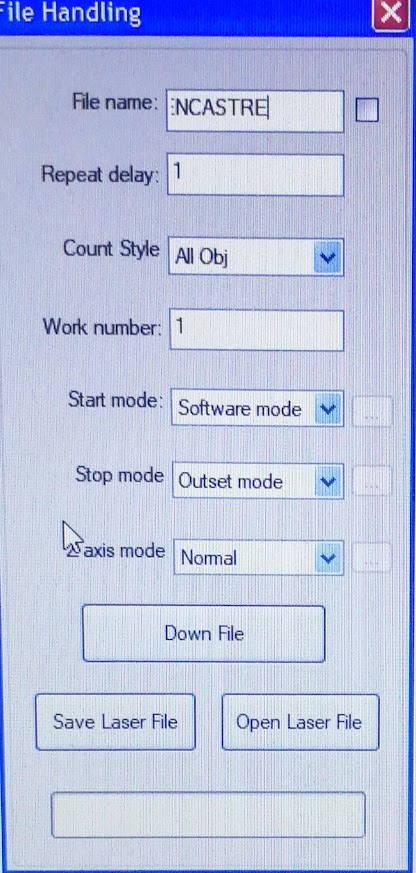 File Handling
File name: ENCASTRE
Repeat delay: 1
Count Style All Obj
Work number: 1
Start mode: Software mode ...
Stop mode Outset mode ...
axis mode Normal ...
Down File
Save Laser File Open Laser File